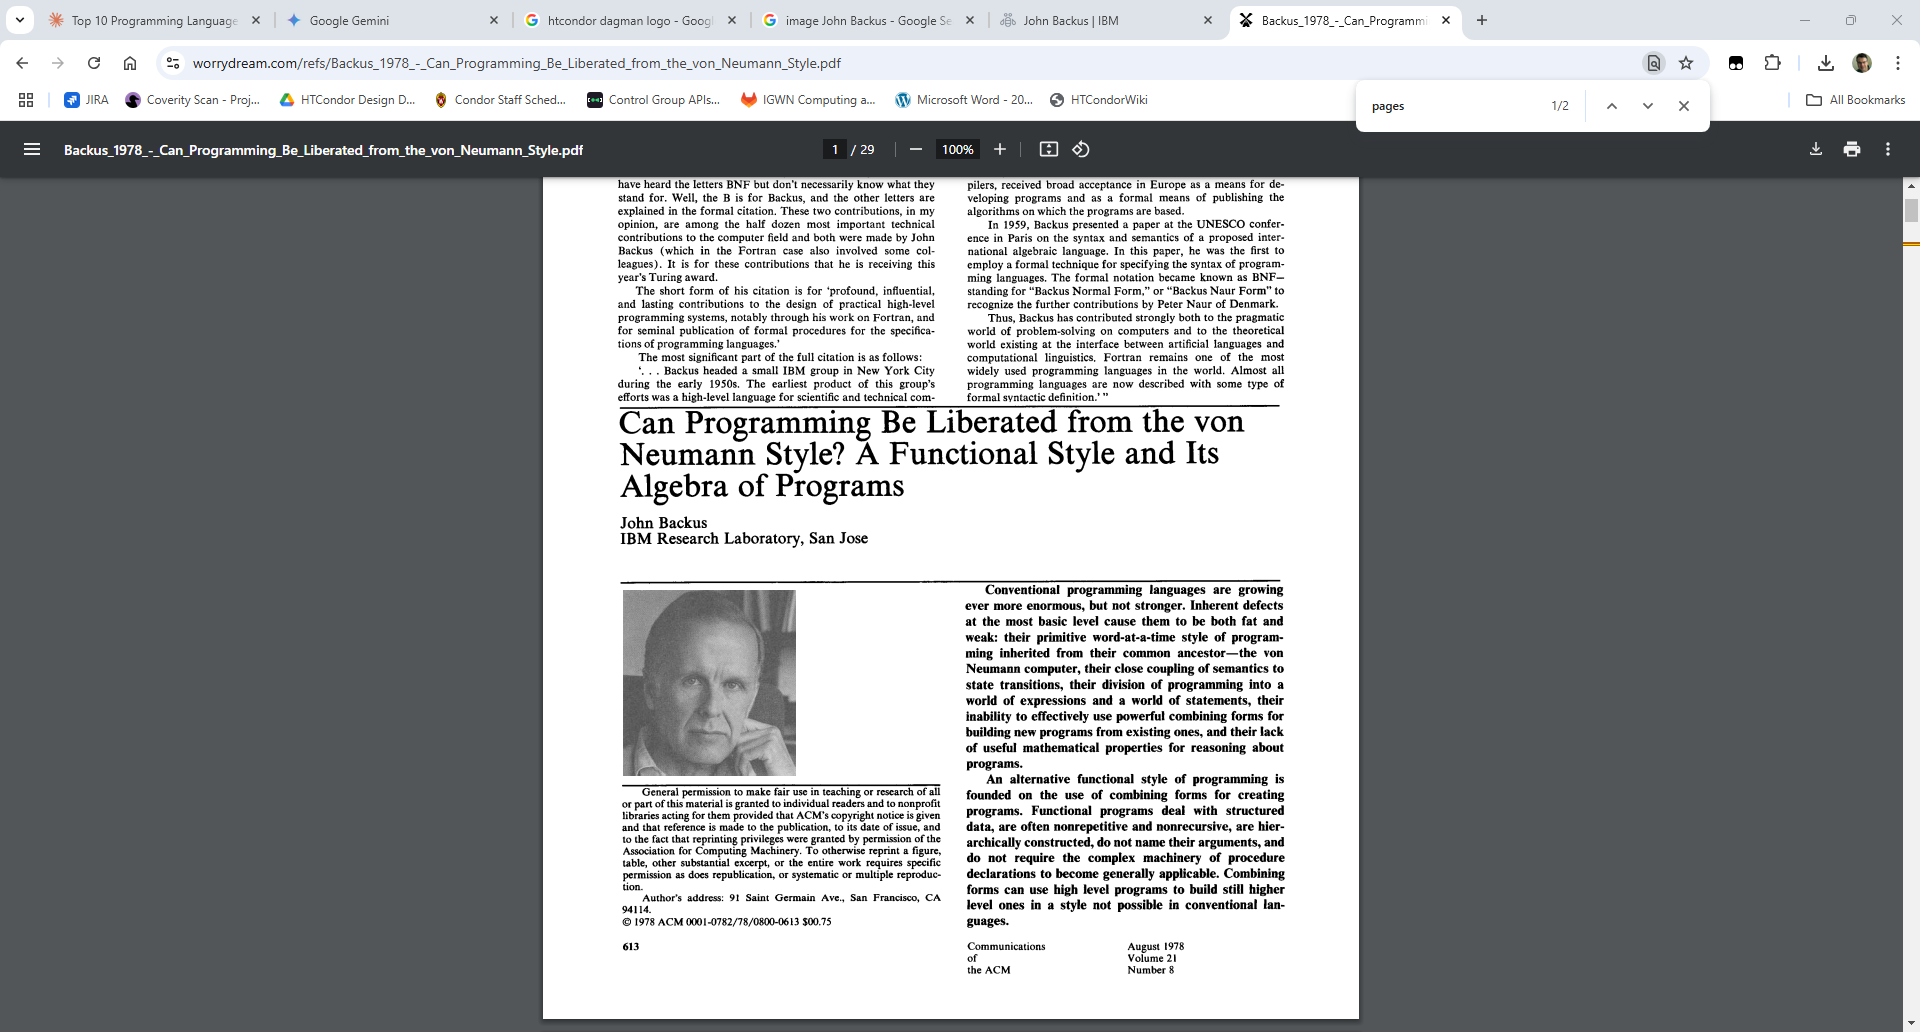 Top 10 Programming Language
Google Gemini
htcondor dagman logo - Googl
image John Backus - Google Se
John Backus | IBM
Backus_1978_-_Can_Programmi
worrydream.com/refs/Backus_1978_-_Can_Programming_Be_Liberated_from_the_von_Neumann_Style.pdf
JIRA
Coverity Scan - Proj...
HTCondor Design D...
Condor Staff Sched...
Control Group APIs...
IGWN Computing a...
Microsoft Word - 20...
HTCondorWiki
All Bookmarks
pages
1/2
Backus_1978_-_Can_Programming_Be_Liberated_from_the_von_Neumann_Style.pdf
1 / 29
100%
have heard the letters BNF but don't necessarily know what they
stand for. Well, the B is for Backus, and the other letters are
explained in the formal citation. These two contributions, in my
opinion, are among the half dozen most important technical
contributions to the computer field and both were made by John
Backus (which in the Fortran case also involved some col-
leagues). It is for these contributions that he is receiving this
year's Turing award.
The short form of his citation is for 'profound, influential,
and lasting contributions to the design of practical high-level
programming systems, notably through his work on Fortran, and
for seminal publication of formal procedures for the specifica-
tions of programming languages.'
The most significant part of the full citation is as follows:
'. . . Backus headed a small IBM group in New York City
during the early 1950s. The earliest product of this group's
efforts was a high-level language for scientific and technical com-
pilers, received broad acceptance in Europe as a means for de-
veloping programs and as a formal means of publishing the
algorithms on which the programs are based.
In 1959, Backus presented a paper at the UNESCO confer-
ence in Paris on the syntax and semantics of a proposed inter-
national algebraic language. In this paper, he was the first to
employ a formal technique for specifying the syntax of program-
ming languages. The formal notation became known as BNF—
standing for "Backus Normal Form," or "Backus Naur Form" to
recognize the further contributions by Peter Naur of Denmark.
Thus, Backus has contributed strongly both to the pragmatic
world of problem-solving on computers and to the theoretical
world existing at the interface between artificial languages and
computational linguistics. Fortran remains one of the most
widely used programming languages in the world. Almost all
programming languages are now described with some type of
formal syntactic definition.' "
Can Programming Be Liberated from the von
Neumann Style? A Functional Style and Its
Algebra of Programs
John Backus
IBM Research Laboratory, San Jose
General permission to make fair use in teaching or research of all
or part of this material is granted to individual readers and to nonprofit
libraries acting for them provided that ACM's copyright notice is given
and that reference is made to the publication, to its date of issue, and
to the fact that reprinting privileges were granted by permission of the
Association for Computing Machinery. To otherwise reprint a figure,
table, other substantial excerpt, or the entire work requires specific
permission as does republication, or systematic or multiple reproduc-
tion.
Author's address: 91 Saint Germain Ave., San Francisco, CA
94114.
© 1978 ACM 0001-0782/78/0800-0613 $00.75
Conventional programming languages are growing
ever more enormous, but not stronger. Inherent defects
at the most basic level cause them to be both fat and
weak: their primitive word-at-a-time style of program-
ming inherited from their common ancestor—the von
Neumann computer, their close coupling of semantics to
state transitions, their division of programming into a
world of expressions and a world of statements, their
inability to effectively use powerful combining forms for
building new programs from existing ones, and their lack
of useful mathematical properties for reasoning about
programs.
An alternative functional style of programming is
founded on the use of combining forms for creating
programs. Functional programs deal with structured
data, are often nonrepetitive and nonrecursive, are hier-
archically constructed, do not name their arguments, and
do not require the complex machinery of procedure
declarations to become generally applicable. Combining
forms can use high level programs to build still higher
level ones in a style not possible in conventional lan-
guages.
613
Communications
of
the ACM
August 1978
Volume 21
Number 8